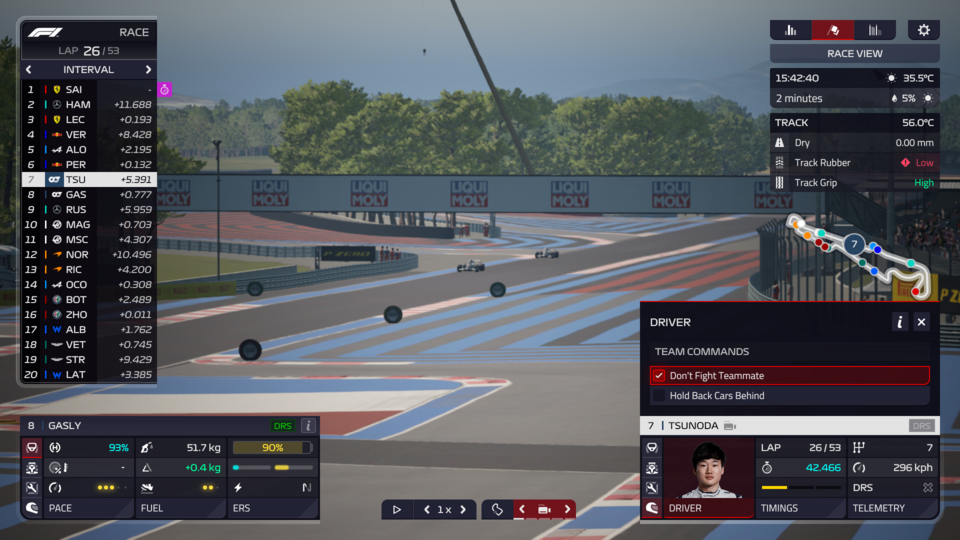 F1 RACE
LAP 26 / 53
INTERVAL
1 SAI -
2 HAM +11.688
3 LEC +0.193
4 VER +8.428
5 ALO +2.195
6 PER +0.132
7 TSU +5.391
8 GAS +0.777
9 RUS +5.959
10 MAG +0.703
11 MSC +4.307
12 NOR +10.496
13 RIC +4.200
14 OCO +0.308
15 BOT +2.489
16 ZHO +0.011
17 ALB +1.762
18 VET +0.745
19 STR +9.429
20 LAT +3.385
RACE VIEW
15:42:40 35.5°C
2 minutes 5%
TRACK 56.0°C
Dry 0.00 mm
Track Rubber Low
Track Grip High
7
LIQUI MOLY LIQUI MOLY LIQUI MOLY LIQUI MOLY LIQUI MOLY LIQUI MOLY
P ZERO
DRIVER i
TEAM COMMANDS
Don't Fight Teammate
Hold Back Cars Behind
8 GASLY DRS i
93% 51.7 kg 90%
- +0.4 kg
N
PACE FUEL ERS
1x
7 TSUNODA DRS
LAP 26 / 53 7
42.466 296 kph
DRS
DRIVER TIMINGS TELEMETRY